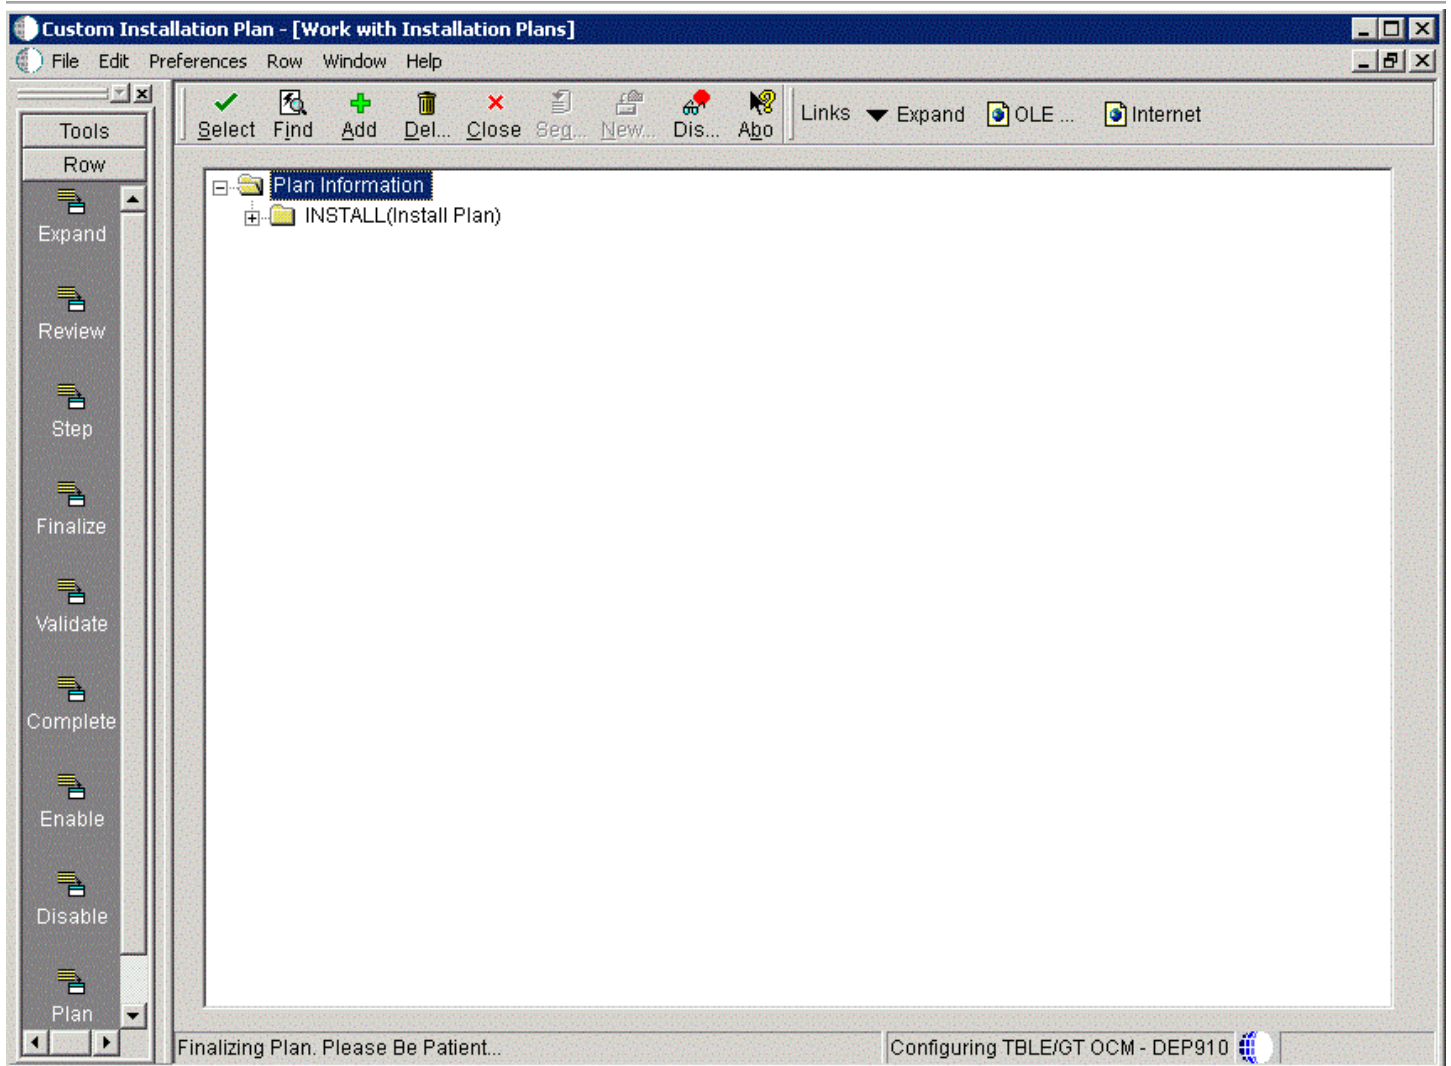 Custom Installation Plan - [Work with Installation Plans]
File Edit Preferences Row Window Help
Select Find Add Del... Close Seq... New... Dis... Abo Links Expand OLE ... Internet
Tools
Row
Expand
Review
Step
Finalize
Validate
Complete
Enable
Disable
Plan
Plan Information
INSTALL(Install Plan)
Finalizing Plan. Please Be Patient... Configuring TBLE/GT OCM - DEP910